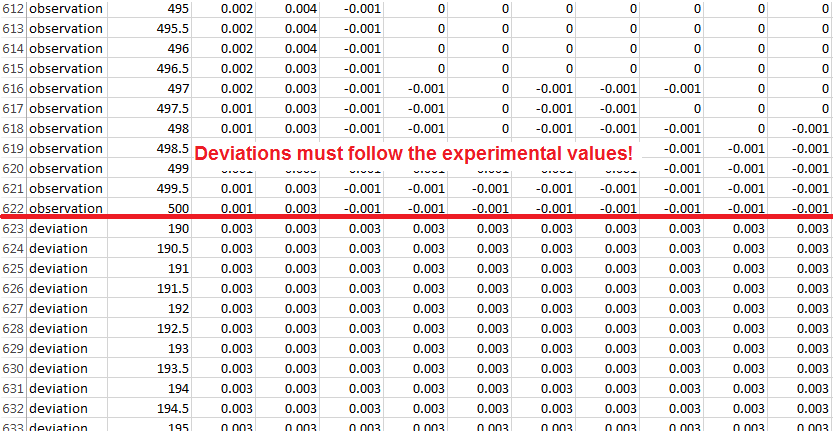 612 observation 495 0.002 0.004 -0.001 0 0 0 0 0 0 0
613 observation 495.5 0.002 0.004 -0.001 0 0 0 0 0 0 0
614 observation 496 0.002 0.004 -0.001 0 0 0 0 0 0 0
615 observation 496.5 0.002 0.003 -0.001 0 0 0 0 0 0 0
616 observation 497 0.002 0.003 -0.001 -0.001 0 -0.001 -0.001 -0.001 0 0
617 observation 497.5 0.001 0.003 -0.001 -0.001 0 -0.001 -0.001 0 0 0
618 observation 498 0.001 0.003 -0.001 -0.001 0 -0.001 -0.001 -0.001 0 -0.001
619 observation 498.5 -0.001 -0.001 -0.001
Deviations must follow the experimental values!
620 observation 499 -0.001 -0.001 -0.001
621 observation 499.5 0.001 0.003 -0.001 -0.001 -0.001 -0.001 -0.001 -0.001 -0.001 -0.001
622 observation 500 0.001 0.003 -0.001 -0.001 -0.001 -0.001 -0.001 -0.001 -0.001 -0.001
623 deviation 190 0.003 0.003 0.003 0.003 0.003 0.003 0.003 0.003 0.003 0.003
624 deviation 190.5 0.003 0.003 0.003 0.003 0.003 0.003 0.003 0.003 0.003 0.003
625 deviation 191 0.003 0.003 0.003 0.003 0.003 0.003 0.003 0.003 0.003 0.003
626 deviation 191.5 0.003 0.003 0.003 0.003 0.003 0.003 0.003 0.003 0.003 0.003
627 deviation 192 0.003 0.003 0.003 0.003 0.003 0.003 0.003 0.003 0.003 0.003
628 deviation 192.5 0.003 0.003 0.003 0.003 0.003 0.003 0.003 0.003 0.003 0.003
629 deviation 193 0.003 0.003 0.003 0.003 0.003 0.003 0.003 0.003 0.003 0.003
630 deviation 193.5 0.003 0.003 0.003 0.003 0.003 0.003 0.003 0.003 0.003 0.003
631 deviation 194 0.003 0.003 0.003 0.003 0.003 0.003 0.003 0.003 0.003 0.003
632 deviation 194.5 0.003 0.003 0.003 0.003 0.003 0.003 0.003 0.003 0.003 0.003
633 deviation 195 0.003 0.003 0.003 0.003 0.003 0.003 0.003 0.003 0.003 0.003